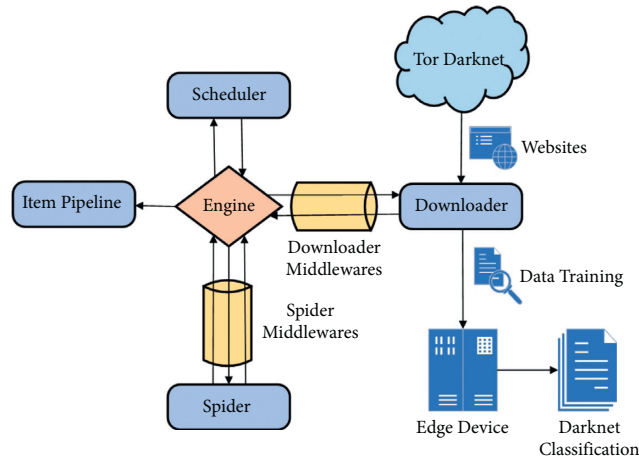 Tor Darknet
Scheduler
Websites
Item Pipeline
Engine
Downloader
Downloader
Middlewares
Data Training
Spider
Middlewares
Spider
Edge Device
Darknet
Classification